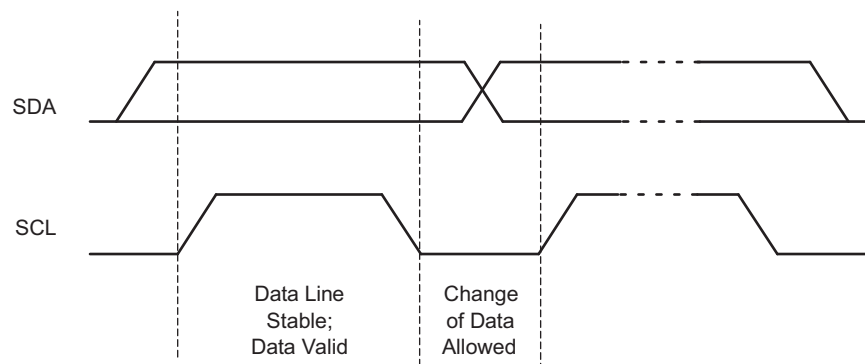 SDA
SCL
Data Line
Stable;
Data Valid
Change
of Data
Allowed